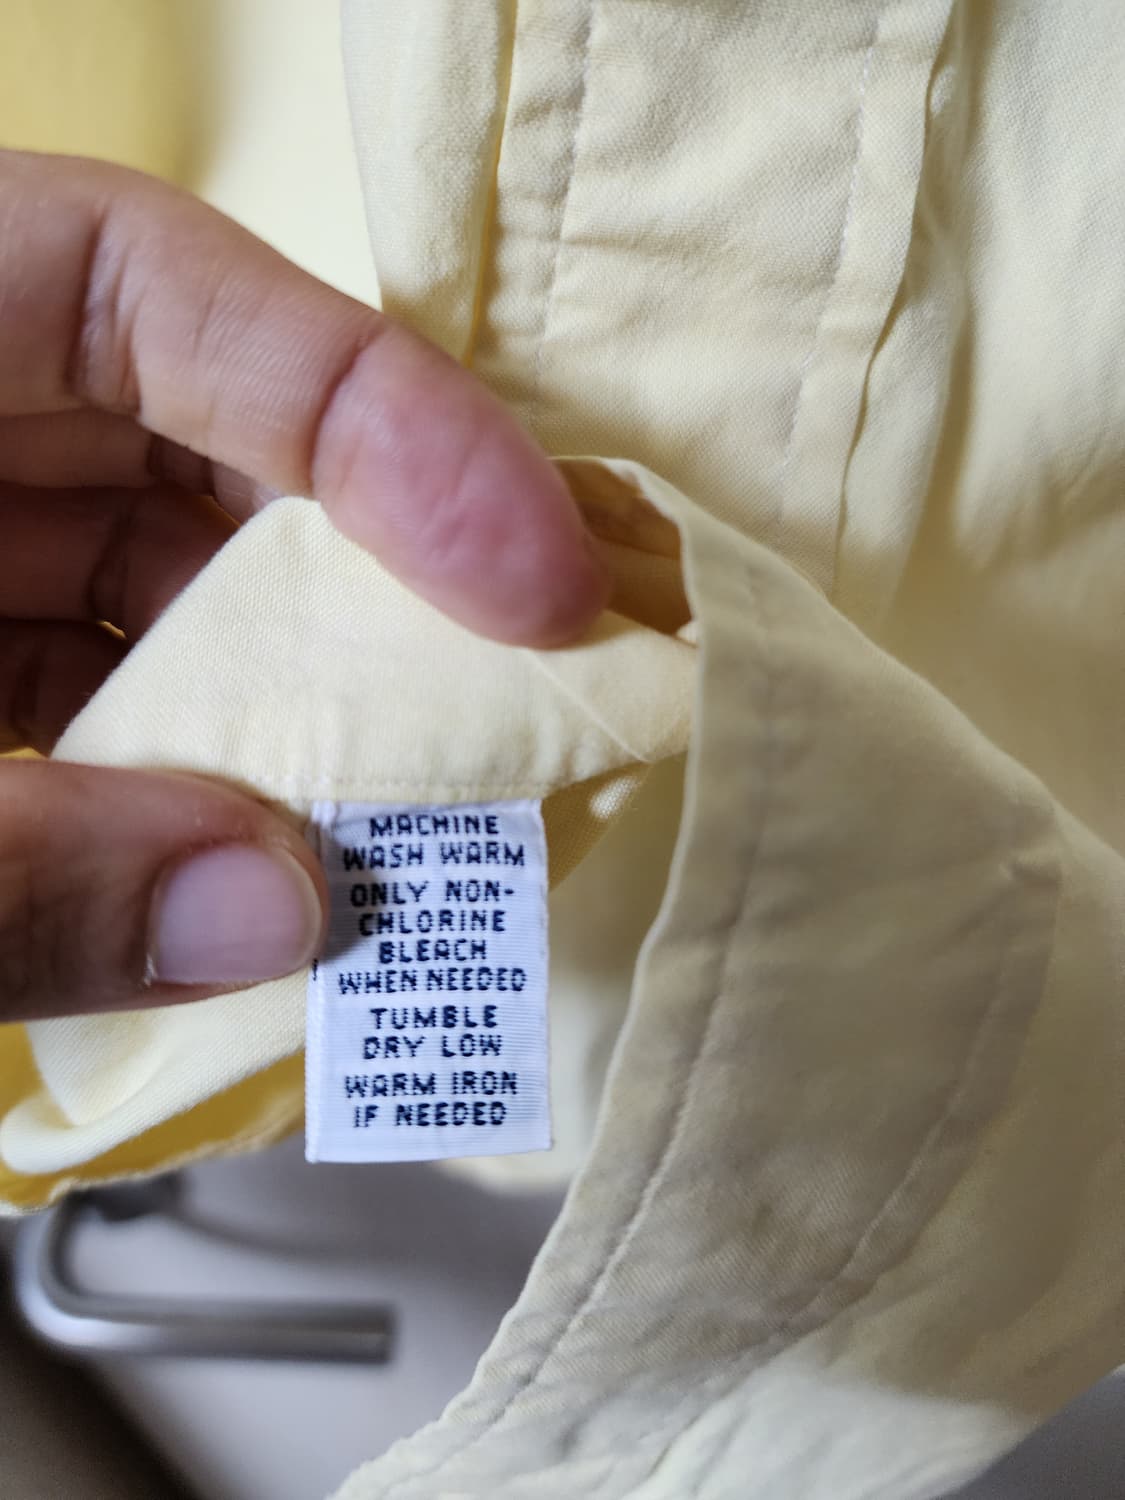 MACHINE
WASH WARM
ONLY NON-
CHLORINE
BLEACH
WHEN NEEDED
TUMBLE
DRY LOW
WARM IRON
IF NEEDED